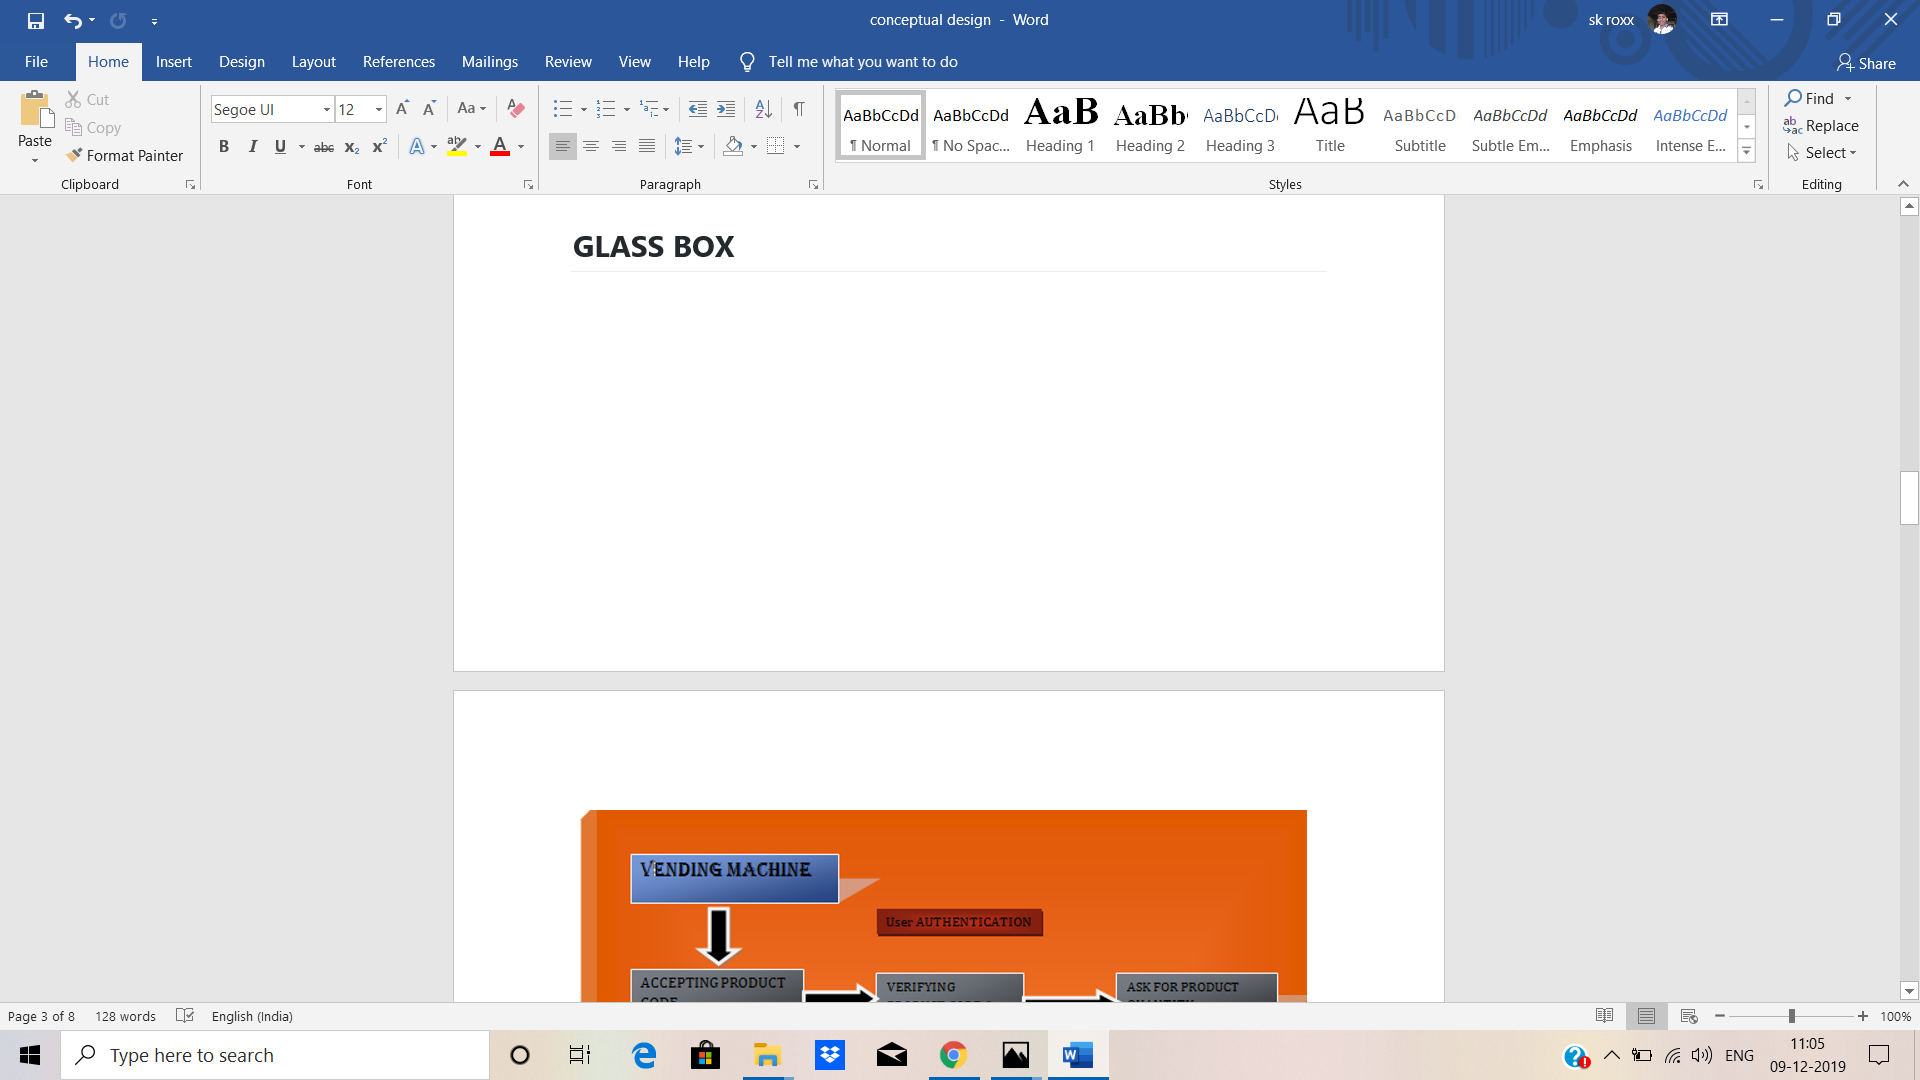 conceptual design - Word
sk roxx
File Home Insert Design Layout References Mailings Review View Help Tell me what you want to do Share
Paste
Cut
Copy
Format Painter
Clipboard
Segoe UI 12
Aa
B I U abc x₂ x² A ab A
Font
Paragraph
AaBbCcDd AaBbCcDd AaB AaBb AaBbCcD AaB AaBbCcD AaBbCcDd AaBbCcDd AaBbCcDd
¶ Normal ¶ No Spac... Heading 1 Heading 2 Heading 3 Title Subtitle Subtle Em... Emphasis Intense E...
Styles
Find
Replace
Select
Editing
GLASS BOX
VENDING MACHINE
User AUTHENTICATION
ACCEPTING PRODUCT
CODE
VERIFYING
ASK FOR PRODUCT
QUANTITY
Page 3 of 8 128 words English (India) 100%
Type here to search
ENG
11:05
09-12-2019